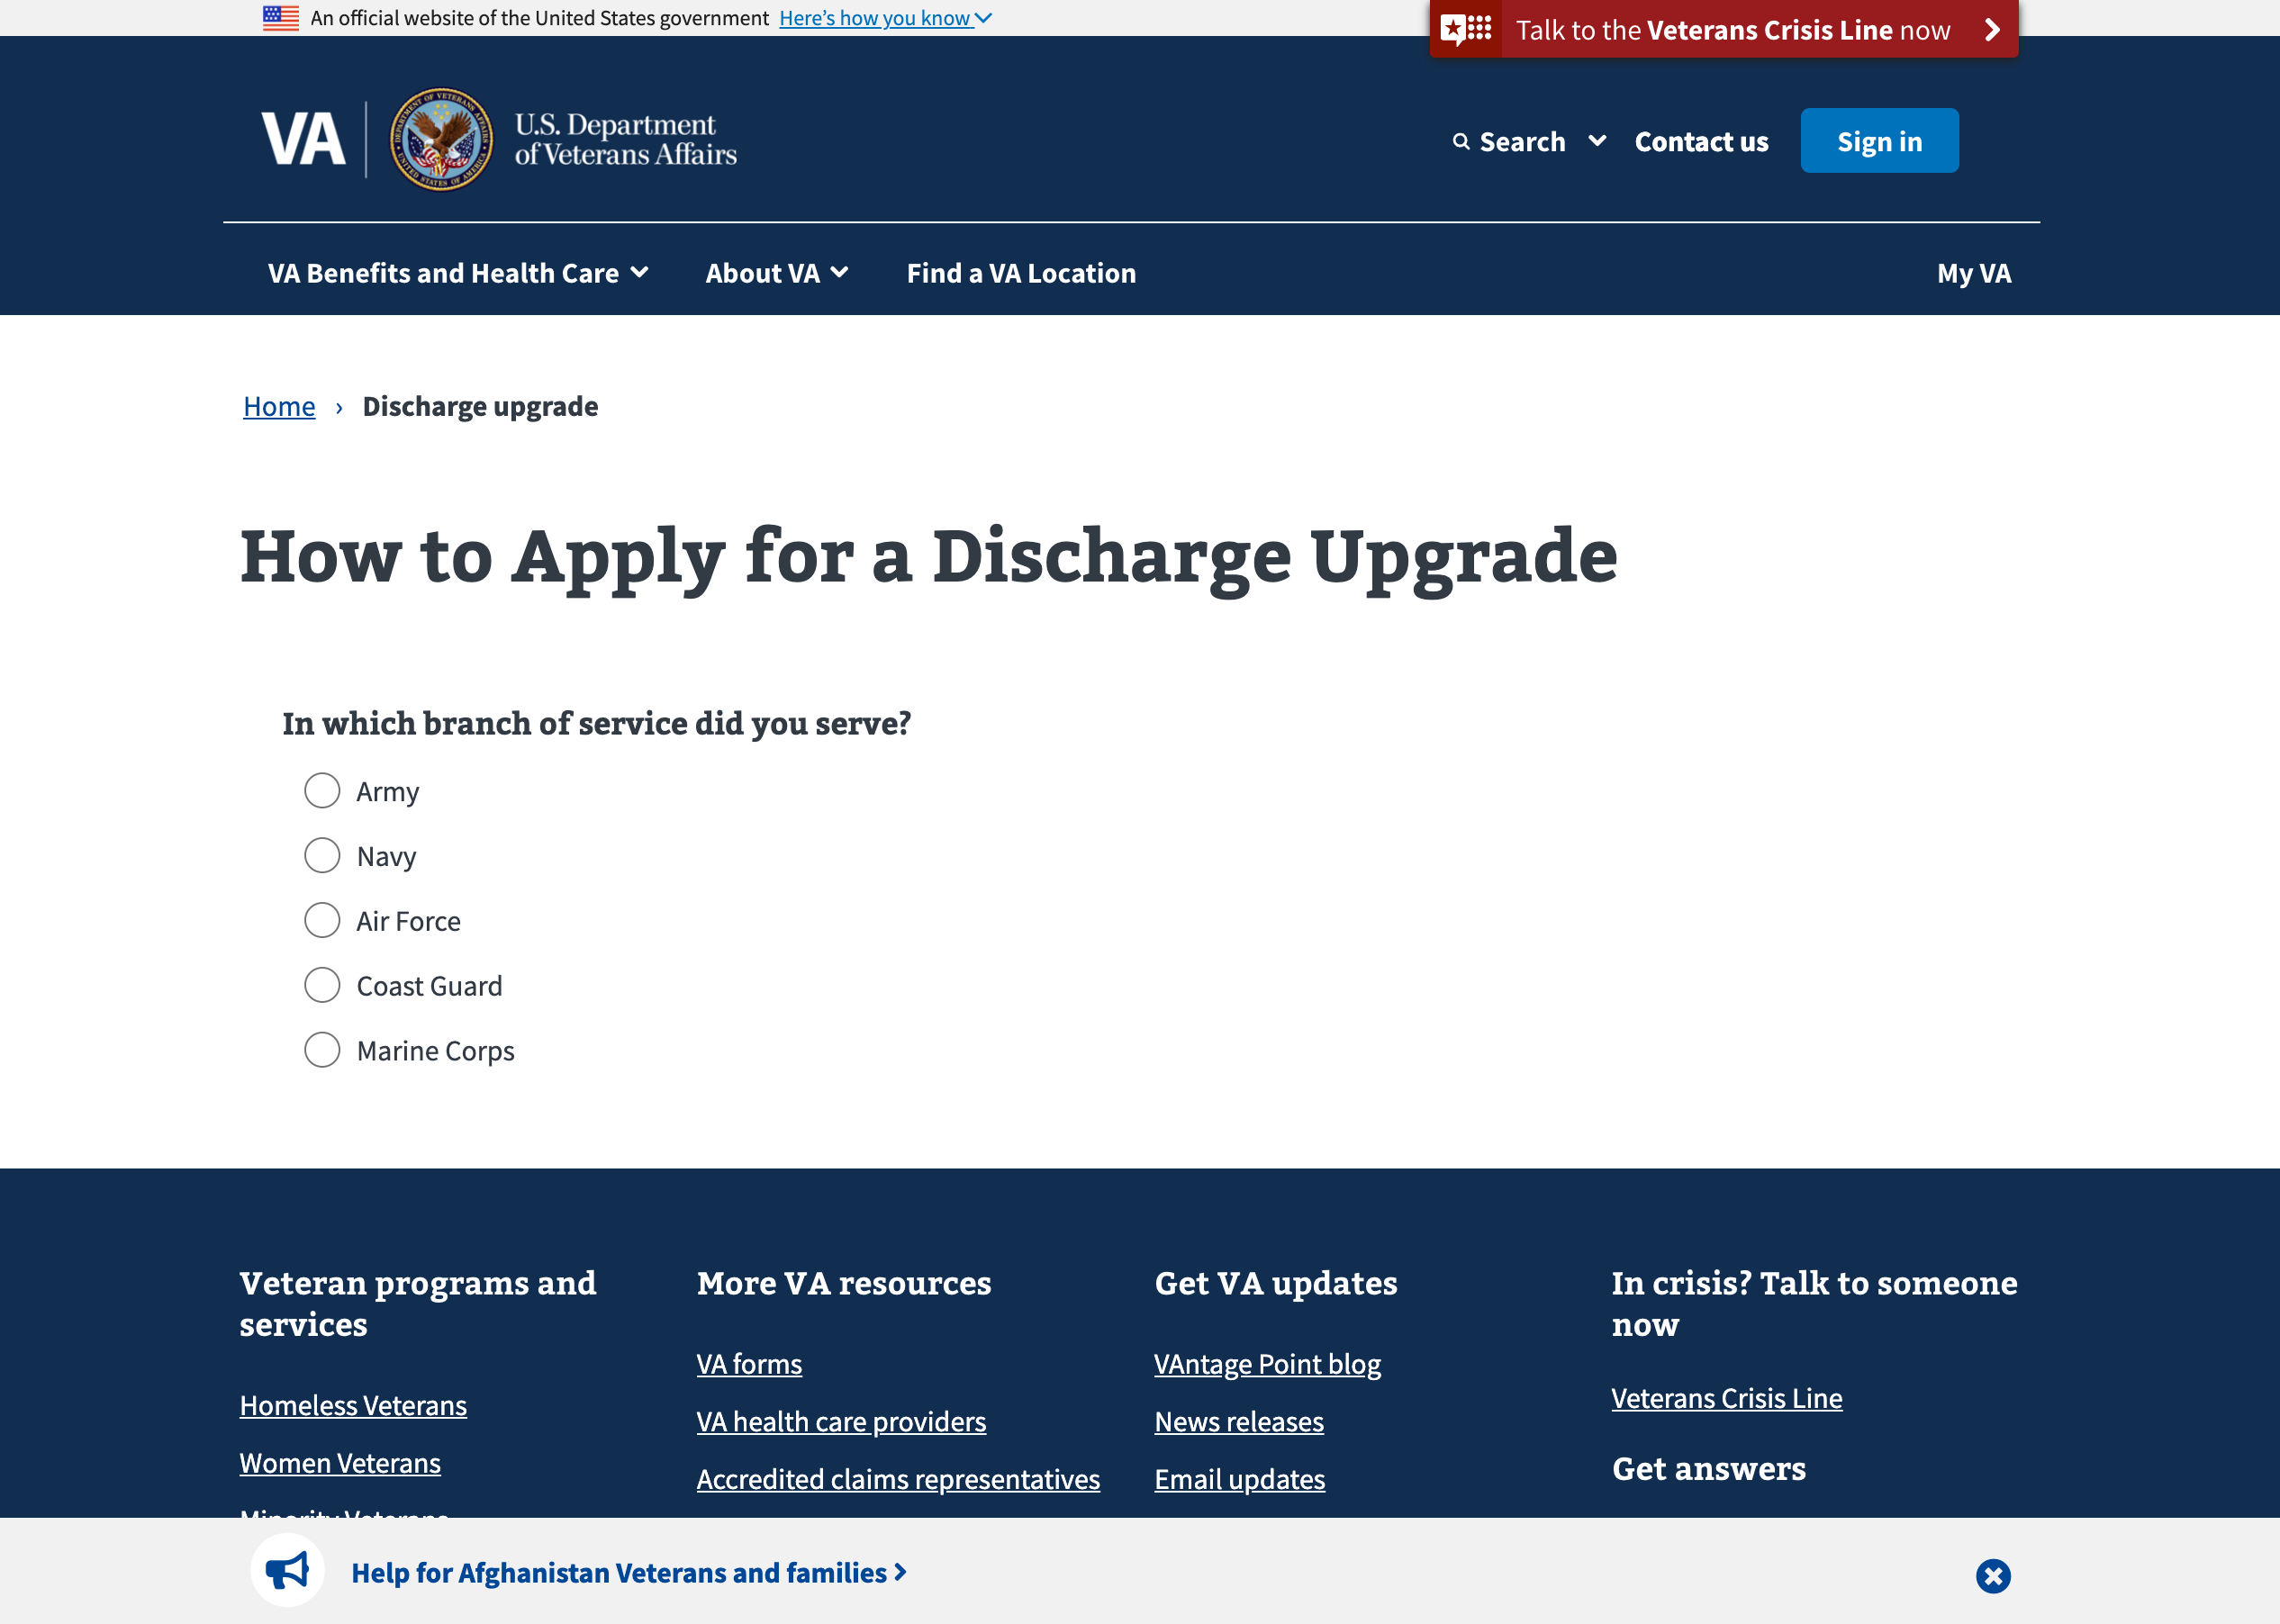 An official website of the United States government Here's how you know
Talk to the Veterans Crisis Line now
VA
U.S. Department
of Veterans Affairs
Search
Contact us
Sign in
VA Benefits and Health Care
About VA
Find a VA Location
My VA
Home › Discharge upgrade
How to Apply for a Discharge Upgrade
In which branch of service did you serve?
Army
Navy
Air Force
Coast Guard
Marine Corps
Veteran programs and
services
Homeless Veterans
Women Veterans
More VA resources
VA forms
VA health care providers
Accredited claims representatives
Get VA updates
VAntage Point blog
News releases
Email updates
In crisis? Talk to someone
now
Veterans Crisis Line
Get answers
Help for Afghanistan Veterans and families